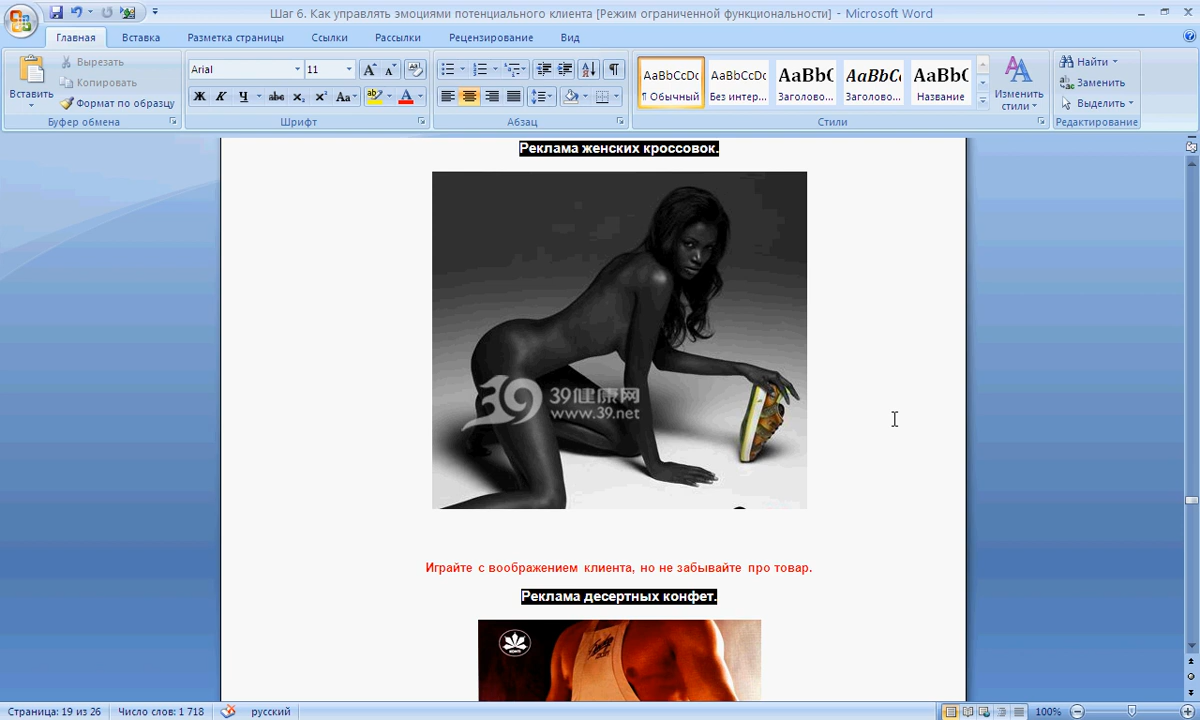 Шаг 6. Как управлять эмоциями потенциального клиента [Режим ограниченной функциональности] - Microsoft Word
Главная Вставка Разметка страницы Ссылки Рассылки Рецензирование Вид
Вставить
Вырезать
Копировать
Формат по образцу
Буфер обмена
Arial 11
Ж К Ч abc x₂ x² Aa
Шрифт
Абзац
AaBbCcDc AaBbCcDc AaBbC AaBbCc AaBbC
¶ Обычный Без интер... Заголово... Заголово... Название
Изменить
стили
Стили
Найти
Заменить
Выделить
Редактирование
Реклама женских кроссовок.
39健康网
www.39.net
Играйте с воображением клиента, но не забывайте про товар.
Реклама десертных конфет.
Страница: 19 из 26 Число слов: 1 718 русский 100%